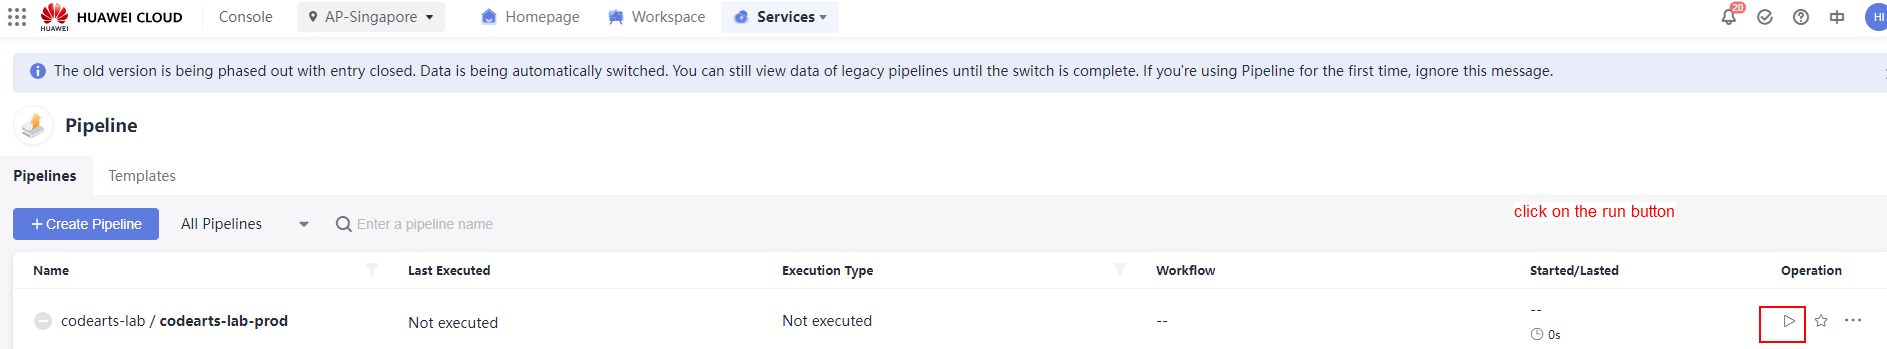 HUAWEI
HUAWEI CLOUD Console AP-Singapore Homepage Workspace Services 20 中 HI
The old version is being phased out with entry closed. Data is being automatically switched. You can still view data of legacy pipelines until the switch is complete. If you're using Pipeline for the first time, ignore this message.
Pipeline
Pipelines Templates
click on the run button
+ Create Pipeline All Pipelines Enter a pipeline name
Name Last Executed Execution Type Workflow Started/Lasted Operation
codearts-lab / codearts-lab-prod Not executed Not executed -- --
0s